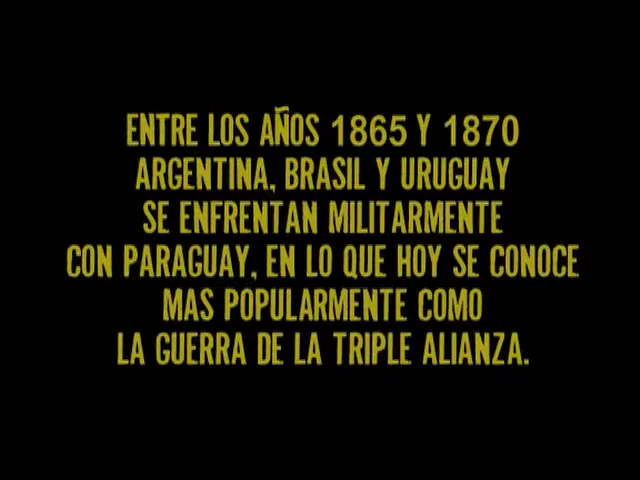 ENTRE LOS AÑOS 1865 Y 1870
ARGENTINA, BRASIL Y URUGUAY
SE ENFRENTAN MILITARMENTE
CON PARAGUAY, EN LO QUE HOY SE CONOCE
MAS POPULARMENTE COMO
LA GUERRA DE LA TRIPLE ALIANZA.